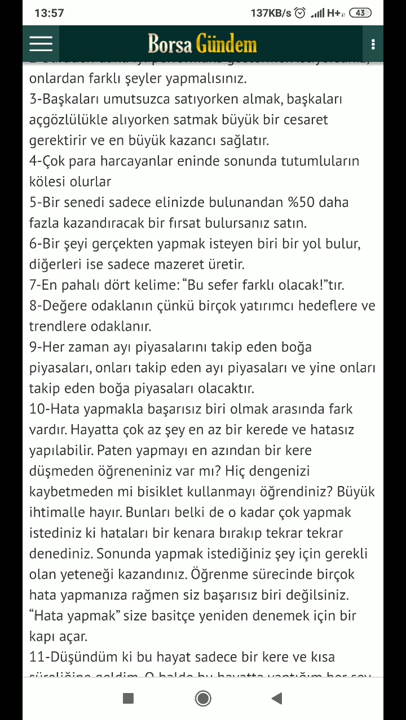 13:57
137KB/s H+ 43
Borsa Gündem
onlardan farklı şeyler yapmalısınız.
3-Başkaları umutsuzca satıyorken almak, başkaları
açgözlülükle alıyorken satmak büyük bir cesaret
gerektirir ve en büyük kazancı sağlatır.
4-Çok para harcayanlar eninde sonunda tutumluların
kölesi olurlar
5-Bir senedi sadece elinizde bulunandan %50 daha
fazla kazandıracak bir fırsat bulursanız satın.
6-Bir şeyi gerçekten yapmak isteyen biri bir yol bulur,
diğerleri ise sadece mazeret üretir.
7-En pahalı dört kelime: “Bu sefer farklı olacak!”tır.
8-Değere odaklanın çünkü birçok yatırımcı hedeflere ve
trendlere odaklanır.
9-Her zaman ayı piyasalarını takip eden boğa
piyasaları, onları takip eden ayı piyasaları ve yine onları
takip eden boğa piyasaları olacaktır.
10-Hata yapmakla başarısız biri olmak arasında fark
vardır. Hayatta çok az şey en az bir kerede ve hatasız
yapılabilir. Paten yapmayı en azından bir kere
düşmeden öğreneniniz var mı? Hiç dengenizi
kaybetmeden mi bisiklet kullanmayı öğrendiniz? Büyük
ihtimalle hayır. Bunları belki de o kadar çok yapmak
istediniz ki hataları bir kenara bırakıp tekrar tekrar
denediniz. Sonunda yapmak istediğiniz şey için gerekli
olan yeteneği kazandınız. Öğrenme sürecinde birçok
hata yapmanıza rağmen siz başarısız biri değilsiniz.
“Hata yapmak” size basitçe yeniden denemek için bir
kapı açar.
11-Düşündüm ki bu hayat sadece bir kere ve kısa